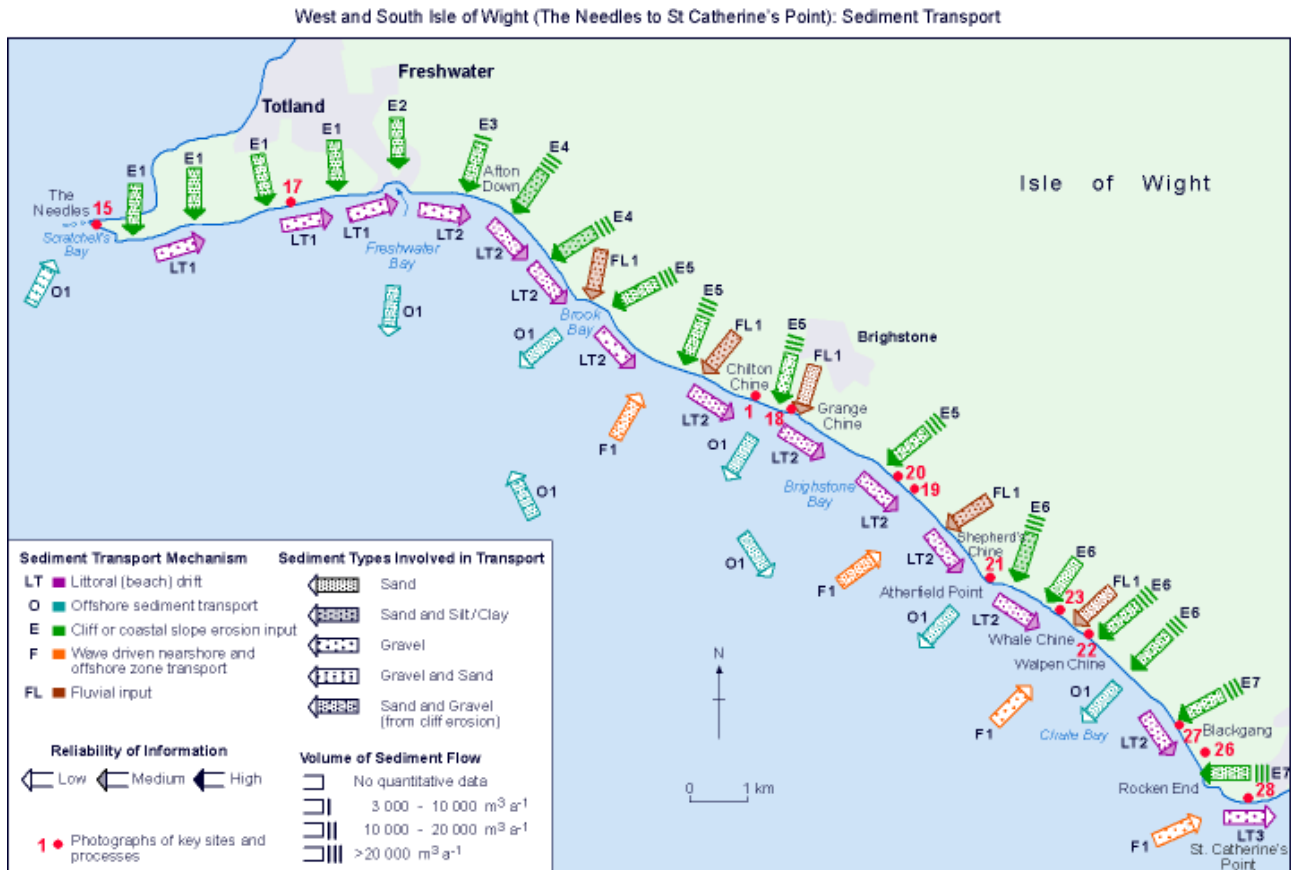 West and South Isle of Wight (The Needles to St Catherine's Point): Sediment Transport
Freshwater
Totland
E2
E1
E3
E1
E4
E1
Afton
Down
E1
Isle of Wight
The
Needles
15
17
E4
Scratchell's
Bay
LT1
LT1
LT2
LT1
Freshwater
Bay
LT2
FL1
E5
O1
LT2
E5
O1
Brook
Bay
FL1
E5
Brighstone
O1
LT2
FL1
Chilton
Chine
1
18
Grange
Chine
LT2
E5
F1
O1
LT2
20
19
O1
Brighstone
Bay
LT2
FL1
E6
Shepherd's
Chine
LT2
21
E6
O1
F1
Atherfield Point
FL1
23
E6
O1
LT2
E6
Whale Chine
22
Walpen Chine
N
O1
E7
F1
Chale Bay
LT2
27
Blackgang
26
Rocken End
E7
28
0
1 km
F1
LT3
St. Catherine's
Point
Sediment Transport Mechanism
LT Littoral (beach) drift
O Offshore sediment transport
E Cliff or coastal slope erosion input
F Wave driven nearshore and
offshore zone transport
FL Fluvial input
Sediment Types Involved in Transport
Sand
Sand and Silt/Clay
Gravel
Gravel and Sand
Sand and Gravel
(from cliff erosion)
Reliability of Information
Low Medium High
Volume of Sediment Flow
No quantitative data
3 000 - 10 000 m³ a⁻¹
10 000 - 20 000 m³ a⁻¹
>20 000 m³ a⁻¹
1 Photographs of key sites and
processes